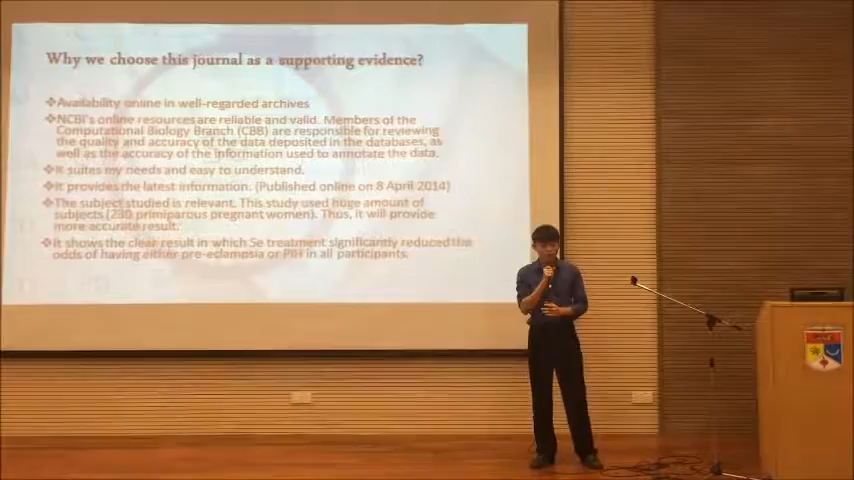 Why we choose this journal as a supporting evidence?
❖Availability online in well-regarded archives
❖NCBI's online resources are reliable and valid. Members of the
Computational Biology Branch (CBB) are responsible for reviewing
the quality and accuracy of the data deposited in the databases, as
well as the accuracy of the information used to annotate the data.
❖It suites my needs and easy to understand.
❖It provides the latest information. (Published online on 8 April 2014)
❖The subject studied is relevant. This study used huge amount of
subjects (230 primiparous pregnant women). Thus, it will provide
more accurate result.
❖It shows the clear result in which Se treatment significantly reduced the
odds of having either pre-eclampsia or PIH in all participants.